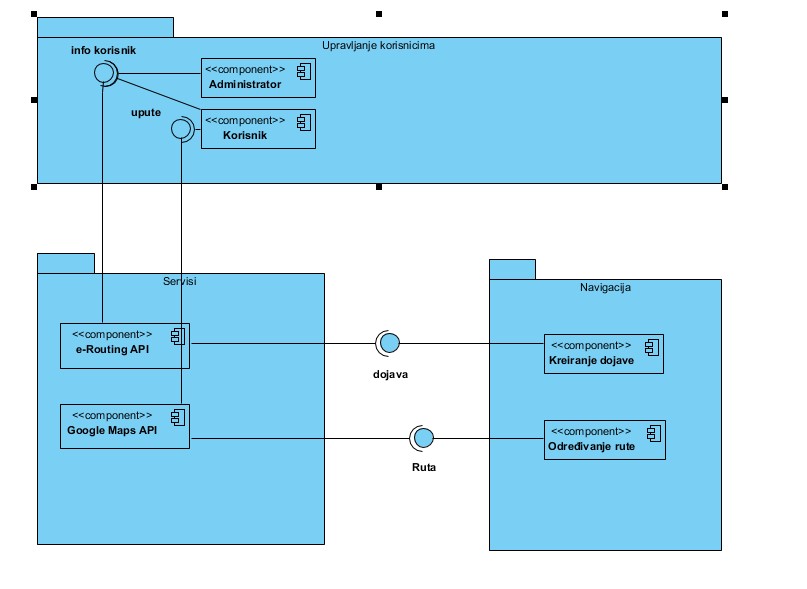 Upravljanje korisnicima
info korisnik
<<component>>
Administrator
upute
<<component>>
Korisnik
Servisi
<<component>>
e-Routing API
<<component>>
Google Maps API
dojava
Ruta
Navigacija
<<component>>
Kreiranje dojave
<<component>>
Određivanje rute